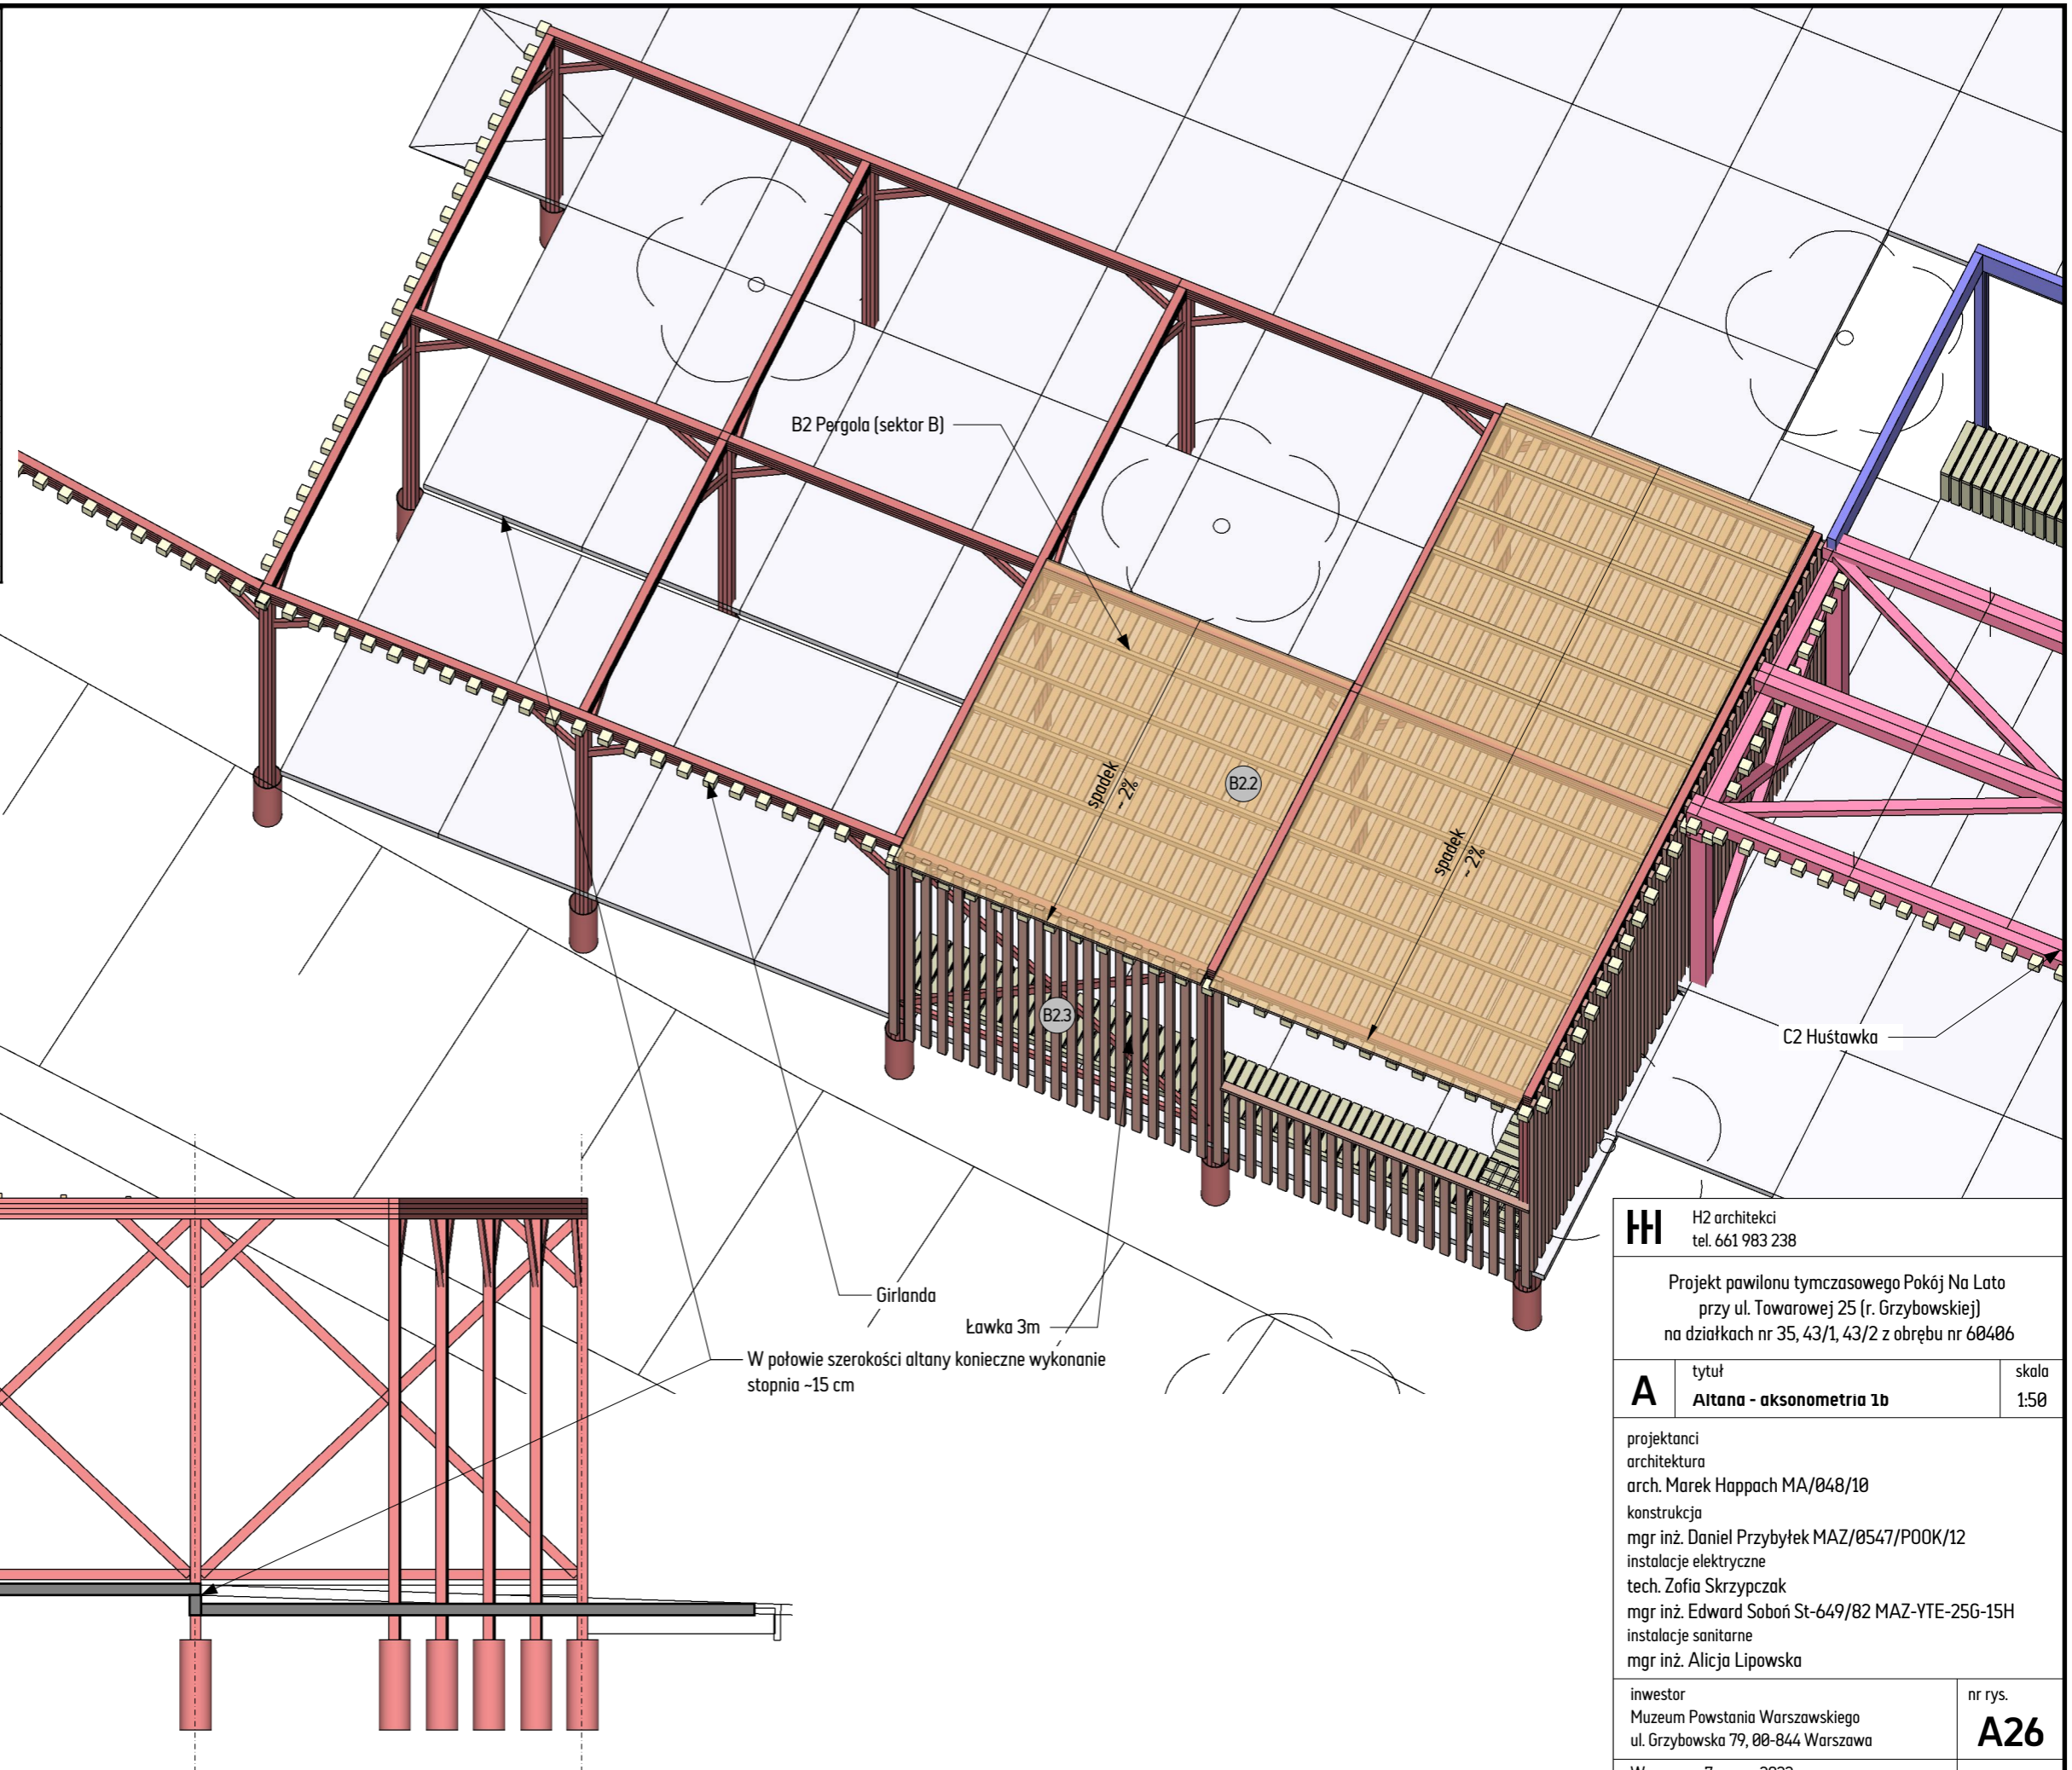 B2 Pergola (sektor B)
spadek
~ 2%
B2.2
spadek
~ 2%
B2.3
C2 Huśtawka
Girlanda
Ławka 3m
W połowie szerokości altany konieczne wykonanie
stopnia ~15 cm
H2 architekci
tel. 661 983 238
Projekt pawilonu tymczasowego Pokój Na Lato
przy ul. Towarowej 25 (r. Grzybowskiej)
na działkach nr 35, 43/1, 43/2 z obrębu nr 60406
A
tytuł
Altana - aksonometria 1b
skala
1:50
projektanci
architektura
arch. Marek Happach MA/048/10
konstrukcja
mgr inż. Daniel Przybyłek MAZ/0547/POOK/12
instalacje elektryczne
tech. Zofia Skrzypczak
mgr inż. Edward Soboń St-649/82 MAZ-YTE-25G-15H
instalacje sanitarne
mgr inż. Alicja Lipowska
inwestor
Muzeum Powstania Warszawskiego
ul. Grzybowska 79, 00-844 Warszawa
nr rys.
A26